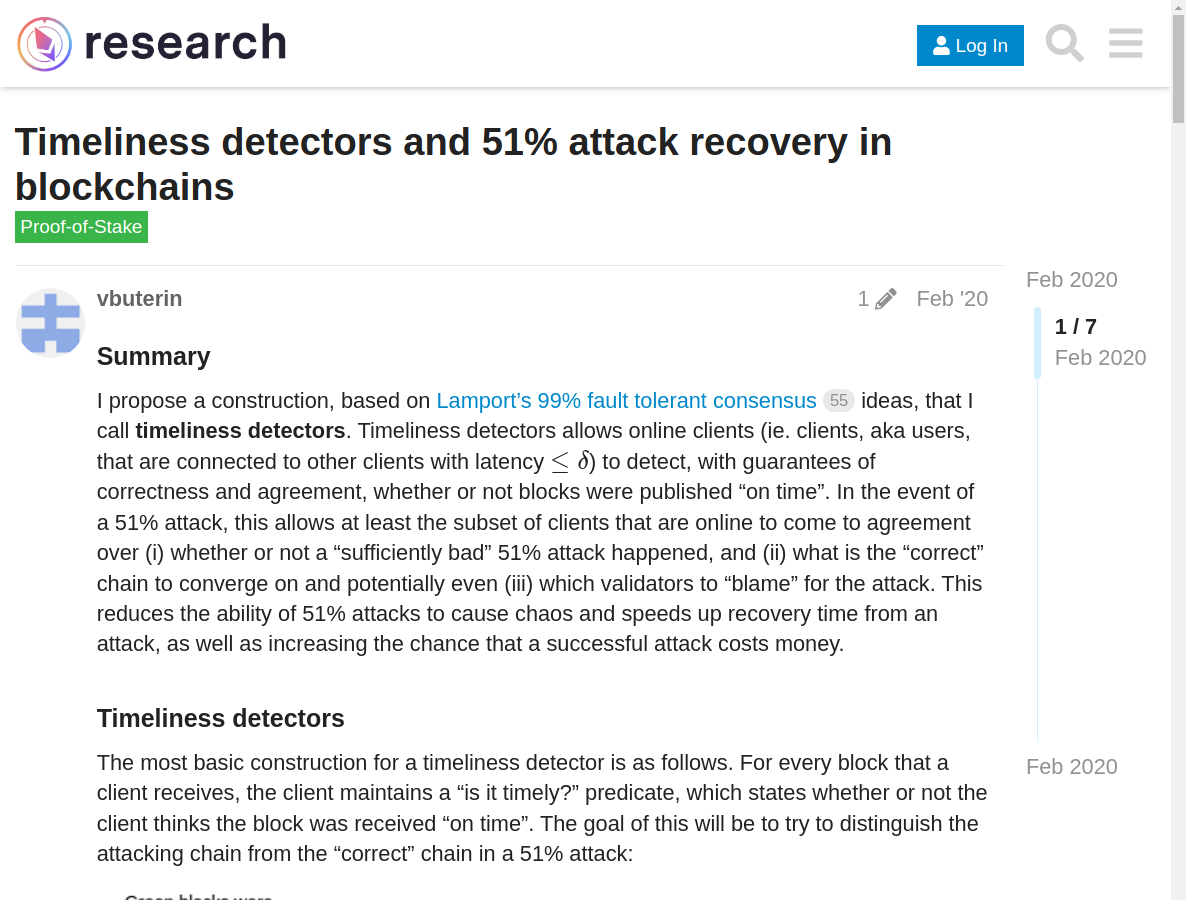 research
Log In
Timeliness detectors and 51% attack recovery in
blockchains
Proof-of-Stake
Feb 2020
vbuterin
1 Feb '20
1 / 7
Feb 2020
Summary
I propose a construction, based on Lamport’s 99% fault tolerant consensus 55 ideas, that I
call timeliness detectors. Timeliness detectors allows online clients (ie. clients, aka users,
that are connected to other clients with latency ≤ δ) to detect, with guarantees of
correctness and agreement, whether or not blocks were published “on time”. In the event of
a 51% attack, this allows at least the subset of clients that are online to come to agreement
over (i) whether or not a “sufficiently bad” 51% attack happened, and (ii) what is the “correct”
chain to converge on and potentially even (iii) which validators to “blame” for the attack. This
reduces the ability of 51% attacks to cause chaos and speeds up recovery time from an
attack, as well as increasing the chance that a successful attack costs money.
Timeliness detectors
The most basic construction for a timeliness detector is as follows. For every block that a
Feb 2020
client receives, the client maintains a “is it timely?” predicate, which states whether or not the
client thinks the block was received “on time”. The goal of this will be to try to distinguish the
attacking chain from the “correct” chain in a 51% attack:
Green blocks were